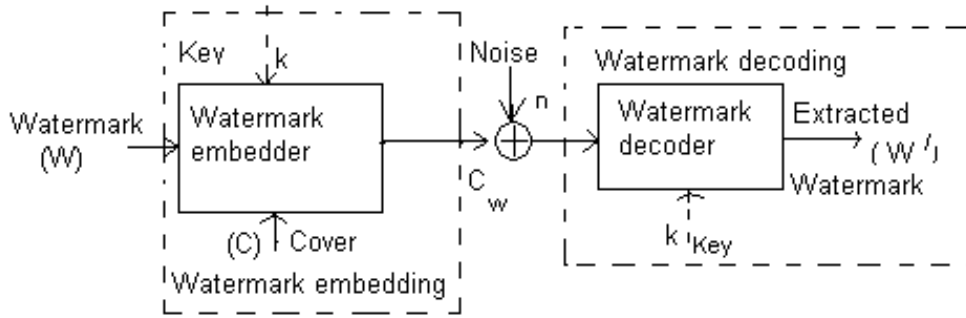 Key
k
Watermark
(W)
Watermark
embedder
(C)
Cover
Watermark embedding
Noise
n
C
w
Watermark decoding
Watermark
decoder
k
Key
Extracted
( W /)
Watermark